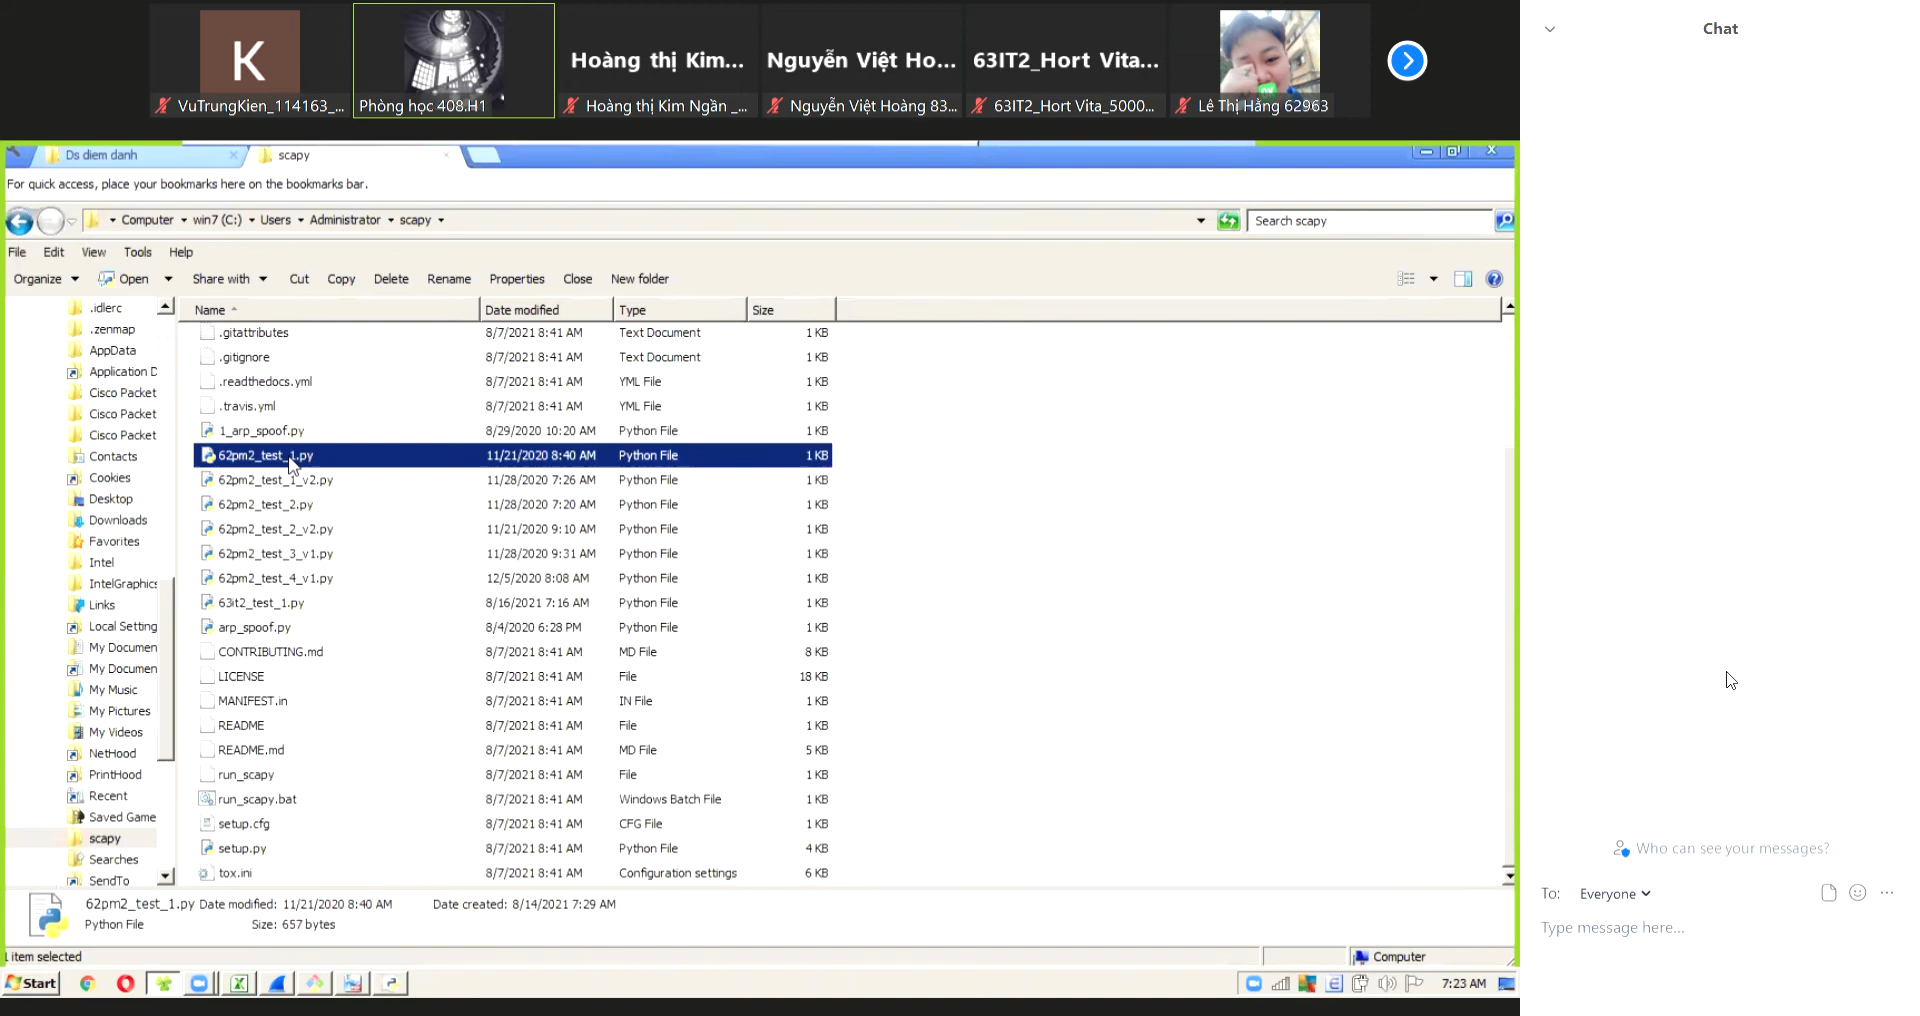 K
Hoàng thị Kim...
Nguyễn Việt Ho...
63IT2_Hort Vita...
VuTrungKien_114163_...
Phòng học 408.H1
Hoàng thị Kim Ngần _...
Nguyễn Việt Hoàng 83...
63IT2_Hort Vita_5000...
Lê Thị Hằng 62963
Ds diem danh
scapy
For quick access, place your bookmarks here on the bookmarks bar.
Computer win7 (C:) Users Administrator scapy
Search scapy
File Edit View Tools Help
Organize Open Share with Cut Copy Delete Rename Properties Close New folder
.idlerc
.zenmap
AppData
Application D
Cisco Packet
Cisco Packet
Cisco Packet
Contacts
Cookies
Desktop
Downloads
Favorites
Intel
IntelGraphics
Links
Local Setting
My Documen
My Documen
My Music
My Pictures
My Videos
NetHood
PrintHood
Recent
Saved Game
scapy
Searches
SendTo
Name Date modified Type Size
.gitattributes 8/7/2021 8:41 AM Text Document 1 KB
.gitignore 8/7/2021 8:41 AM Text Document 1 KB
.readthedocs.yml 8/7/2021 8:41 AM YML File 1 KB
.travis.yml 8/7/2021 8:41 AM YML File 1 KB
1_arp_spoof.py 8/29/2020 10:20 AM Python File 1 KB
62pm2_test_1.py 11/21/2020 8:40 AM Python File 1 KB
62pm2_test_1_v2.py 11/28/2020 7:26 AM Python File 1 KB
62pm2_test_2.py 11/28/2020 7:20 AM Python File 1 KB
62pm2_test_2_v2.py 11/21/2020 9:10 AM Python File 1 KB
62pm2_test_3_v1.py 11/28/2020 9:31 AM Python File 1 KB
62pm2_test_4_v1.py 12/5/2020 8:08 AM Python File 1 KB
63it2_test_1.py 8/16/2021 7:16 AM Python File 1 KB
arp_spoof.py 8/4/2020 6:28 PM Python File 1 KB
CONTRIBUTING.md 8/7/2021 8:41 AM MD File 8 KB
LICENSE 8/7/2021 8:41 AM File 18 KB
MANIFEST.in 8/7/2021 8:41 AM IN File 1 KB
README 8/7/2021 8:41 AM File 1 KB
README.md 8/7/2021 8:41 AM MD File 5 KB
run_scapy 8/7/2021 8:41 AM File 1 KB
run_scapy.bat 8/7/2021 8:41 AM Windows Batch File 1 KB
setup.cfg 8/7/2021 8:41 AM CFG File 1 KB
setup.py 8/7/2021 8:41 AM Python File 4 KB
tox.ini 8/7/2021 8:41 AM Configuration settings 6 KB
62pm2_test_1.py Date modified: 11/21/2020 8:40 AM Date created: 8/14/2021 7:29 AM
Python File Size: 657 bytes
1 item selected
Computer
Start
7:23 AM
Chat
Who can see your messages?
To: Everyone
Type message here...